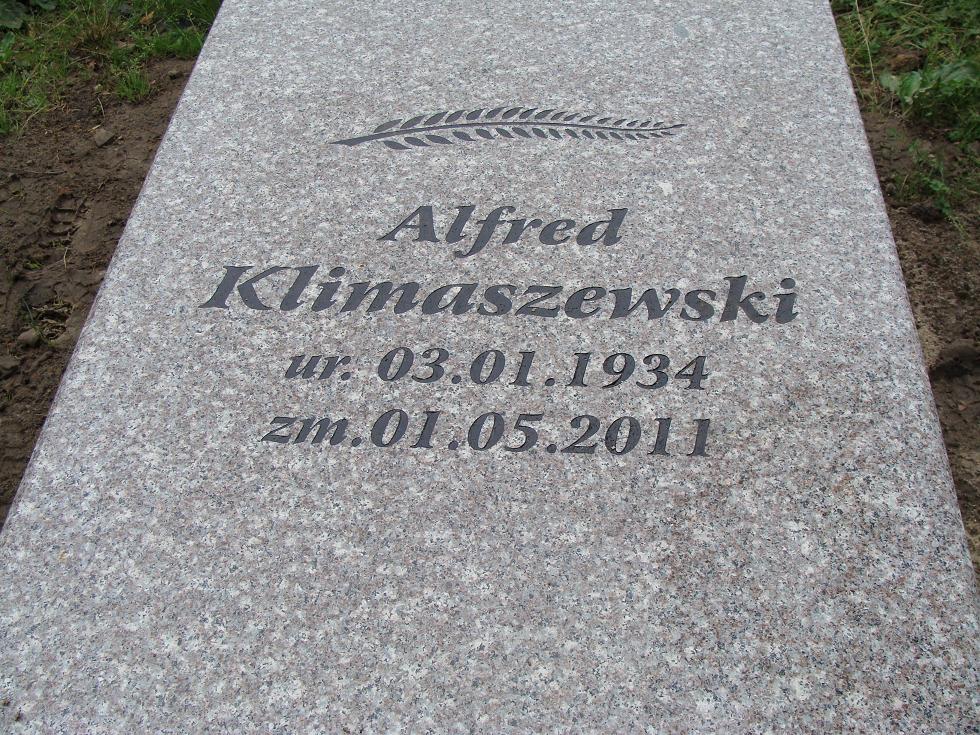 Alfred
Klimaszewski
ur. 03.01.1934
zm.01.05.2011